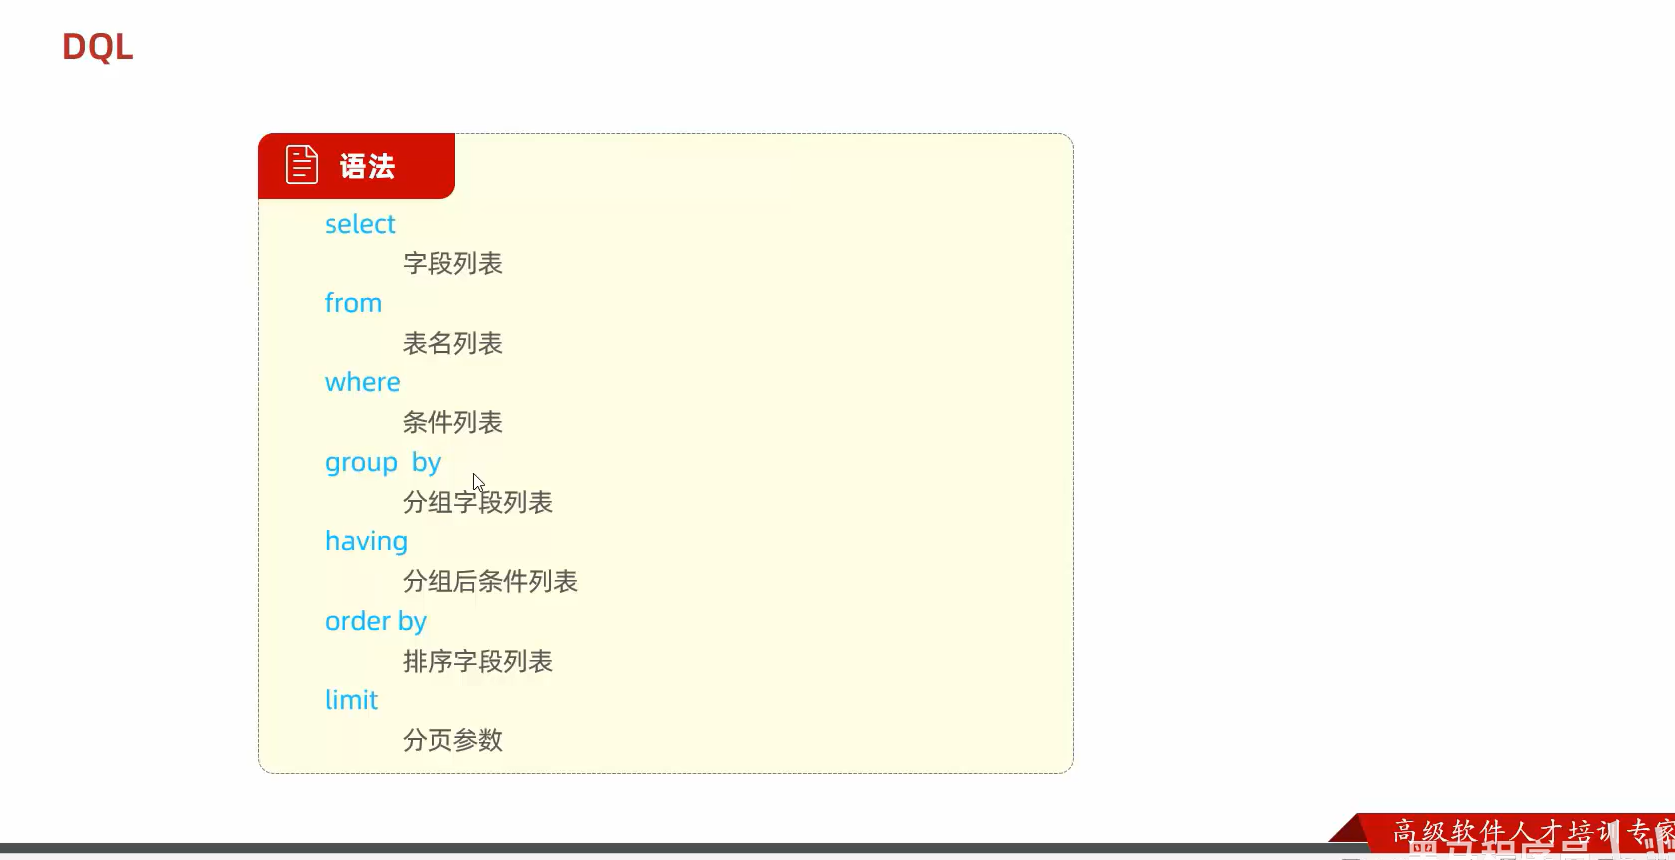 DQL
语法
select
字段列表
from
表名列表
where
条件列表
group by
分组字段列表
having
分组后条件列表
order by
排序字段列表
limit
分页参数
高级软件人才培训专家